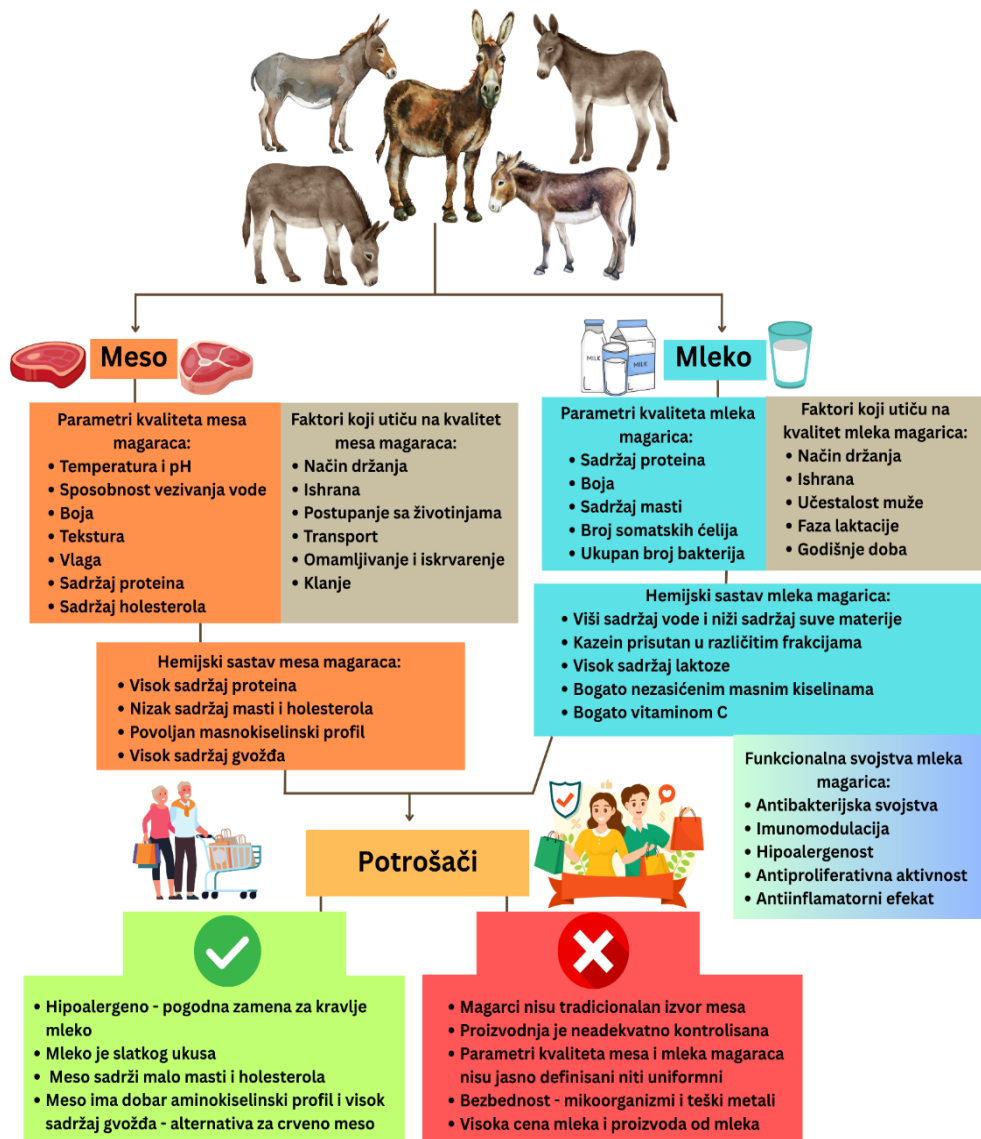 Meso
MILK
MILK
Mleko
Parametri kvaliteta mesa
magaraca:
• Temperatura i pH
• Sposobnost vezivanja vode
• Boja
• Tekstura
• Vlaga
• Sadržaj proteina
• Sadržaj holesterola
Faktori koji utiču na kvalitet
mesa magaraca:
• Način držanja
• Ishrana
• Postupanje sa životinjama
• Transport
• Omamljivanje i iskrvarenje
• Klanje
Parametri kvaliteta mleka
magarica:
• Sadržaj proteina
• Boja
• Sadržaj masti
• Broj somatskih ćelija
• Ukupan broj bakterija
Faktori koji utiču na
kvalitet mleka magarica:
• Način držanja
• Ishrana
• Učestalost muže
• Faza laktacije
• Godišnje doba
Hemijski sastav mesa magaraca:
• Visok sadržaj proteina
• Nizak sadržaj masti i holesterola
• Povoljan masnokiselinski profil
• Visok sadržaj gvožđa
Hemijski sastav mleka magarica:
• Viši sadržaj vode i niži sadržaj suve materije
• Kazein prisutan u različitim frakcijama
• Visok sadržaj laktoze
• Bogato nezasićenim masnim kiselinama
• Bogato vitaminom C
Funkcionalna svojstva mleka
magarica:
• Antibakterijska svojstva
• Imunomodulacija
• Hipoalergenost
• Antiproliferativna aktivnost
• Antiinflamatorni efekat
Potrošači
• Hipoalergeno - pogodna zamena za kravlje
mleko
• Mleko je slatkog ukusa
• Meso sadrži malo masti i holesterola
• Meso ima dobar aminokiselinski profil i visok
sadržaj gvožđa - alternativa za crveno meso
• Magarci nisu tradicionalan izvor mesa
• Proizvodnja je neadekvatno kontrolisana
• Parametri kvaliteta mesa i mleka magaraca
nisu jasno definisani niti uniformni
• Bezbednost - mikoorganizmi i teški metali
• Visoka cena mleka i proizvoda od mleka